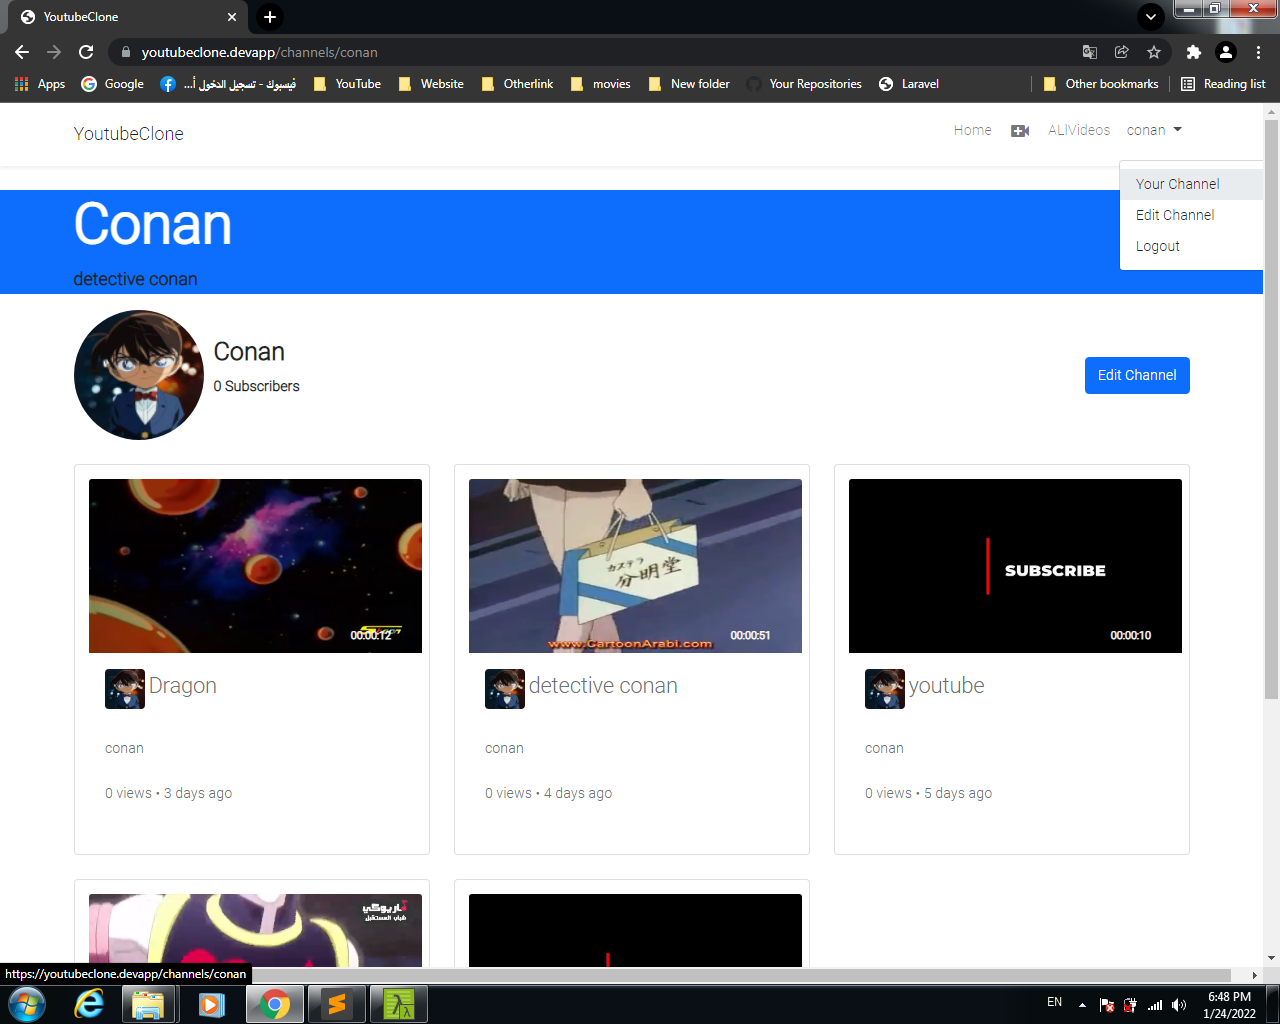 YoutubeClone
youtubeclone.devapp/channels/conan
Apps
Google
فيسبوك - تسجيل الدخول أ...
YouTube
Website
Otherlink
movies
New folder
Your Repositories
Laravel
Other bookmarks
Reading list
YoutubeClone
Home
ALlVideos
conan
Your Channel
Edit Channel
Logout
Conan
detective conan
Conan
0 Subscribers
Edit Channel
00:00:12
カステラ
分明堂
www.CartoonArabi.com
00:00:51
SUBSCRIBE
00:00:10
Dragon
conan
0 views • 3 days ago
detective conan
conan
0 views • 4 days ago
youtube
conan
0 views • 5 days ago
شباب المستقبل
https://youtubeclone.devapp/channels/conan
EN
6:48 PM
1/24/2022